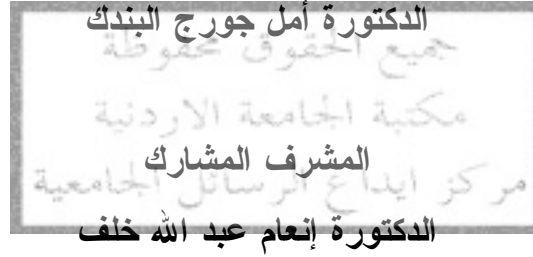 الدكتورة أمل جورج البندك
جميع الحقوق محفوظة
مكتبة الجامعة الاردنية
المشرف المشارك
مركز ايداع الرسائل الجامعية
الدكتورة إنعام عبد الله خلف